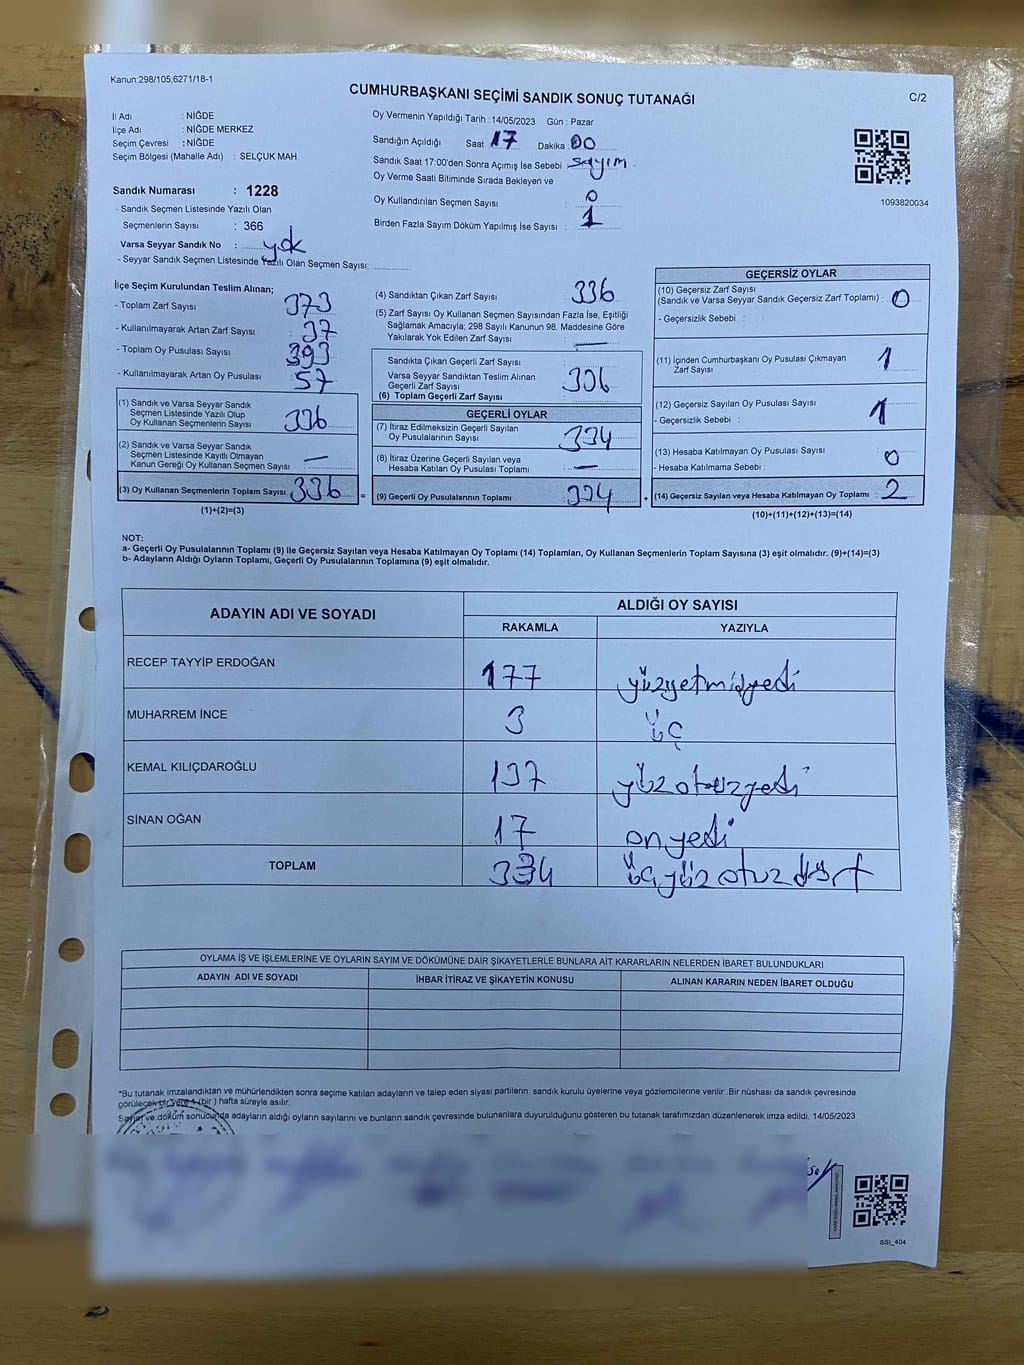 Kanun:298/105,6271/18-1
CUMHURBAŞKANI SEÇİMİ SANDIK SONUÇ TUTANAĞI
C/2
İl Adı : NİĞDE
İlçe Adı : NİĞDE MERKEZ
Seçim Çevresi : NİĞDE
Seçim Bölgesi (Mahalle Adı) : SELÇUK MAH
Sandık Numarası : 1228
- Sandık Seçmen Listesinde Yazılı Olan
Seçmenlerin Sayısı : 366
Varsa Seyyar Sandık No : yok
- Seyyar Sandık Seçmen Listesinde Yazılı Olan Seçmen Sayısı:
Oy Vermenin Yapıldığı Tarih :14/05/2023 Gün : Pazar
Sandığın Açıldığı Saat 17 Dakika :00
Sandık Saat 17:00'den Sonra Açımış İse Sebebi : sayım
Oy Verme Saati Bitiminde Sırada Bekleyen ve
Oy Kullandırılan Seçmen Sayısı : 0
Birden Fazla Sayım Döküm Yapılmış İse Sayısı : 1
1093820034
İlçe Seçim Kurulundan Teslim Alınan;
- Toplam Zarf Sayısı : 373
- Kullanılmayarak Artan Zarf Sayısı : 37
- Toplam Oy Pusulası Sayısı : 393
- Kullanılmayarak Artan Oy Pusulası : 57
(1) Sandık ve Varsa Seyyar Sandık
Seçmen Listesinde Yazılı Olup
Oy Kullanan Seçmenlerin Sayısı : 336
(2) Sandık ve Varsa Seyyar Sandık
Seçmen Listesinde Kayıtlı Olmayan
Kanun Gereği Oy Kullanan Seçmen Sayısı : —
(3) Oy Kullanan Seçmenlerin Toplam Sayısı : 336
(1)+(2)=(3)
=
(4) Sandıktan Çıkan Zarf Sayısı : 336
(5) Zarf Sayısı Oy Kullanan Seçmen Sayısından Fazla İse, Eşitliği
Sağlamak Amacıyla; 298 Sayılı Kanunun 98. Maddesine Göre
Yakılarak Yok Edilen Zarf Sayısı : —
Sandıkta Çıkan Geçerli Zarf Sayısı :
Varsa Seyyar Sandıktan Teslim Alınan
Geçerli Zarf Sayısı :
(6) Toplam Geçerli Zarf Sayısı : 336
GEÇERLİ OYLAR
(7) İtiraz Edilmeksizin Geçerli Sayılan
Oy Pusulalarının Sayısı : 334
(8) İtiraz Üzerine Geçerli Sayılan veya
Hesaba Katılan Oy Pusulası Toplamı : —
(9) Geçerli Oy Pusulalarının Toplamı : 334
+
GEÇERSİZ OYLAR
(10) Geçersiz Zarf Sayısı
(Sandık ve Varsa Seyyar Sandık Geçersiz Zarf Toplamı) : 0
- Geçersizlik Sebebi :
(11) İçinden Cumhurbaşkanı Oy Pusulası Çıkmayan
Zarf Sayısı : 1
(12) Geçersiz Sayılan Oy Pusulası Sayısı : 1
- Geçersizlik Sebebi :
(13) Hesaba Katılmayan Oy Pusulası Sayısı : 0
- Hesaba Katılmama Sebebi :
(14) Geçersiz Sayılan veya Hesaba Katılmayan Oy Toplamı : 2
(10)+(11)+(12)+(13)=(14)
NOT:
a- Geçerli Oy Pusulalarının Toplamı (9) ile Geçersiz Sayılan veya Hesaba Katılmayan Oy Toplamı (14) Toplamları, Oy Kullanan Seçmenlerin Toplam Sayısına (3) eşit olmalıdır. (9)+(14)=(3)
b- Adayların Aldığı Oyların Toplamı, Geçerli Oy Pusulalarının Toplamına (9) eşit olmalıdır.
ADAYIN ADI VE SOYADI ALDIĞI OY SAYISI
RAKAMLA YAZIYLA
RECEP TAYYİP ERDOĞAN 177 yüzyetmişyedi
MUHARREM İNCE 3 üç
KEMAL KILIÇDAROĞLU 137 yüzotuzyedi
SİNAN OĞAN 17 onyedi
TOPLAM 334 üçyüzotuzdört
OYLAMA İŞ VE İŞLEMLERİNE VE OYLARIN SAYIM VE DÖKÜMÜNE DAİR ŞİKAYETLERLE BUNLARA AİT KARARLARIN NELERDEN İBARET BULUNDUKLARI
ADAYIN ADI VE SOYADI İHBAR İTİRAZ VE ŞİKAYETİN KONUSU ALINAN KARARIN NEDEN İBARET OLDUĞU
*Bu tutanak imzalandıktan ve mühürlendikten sonra seçime katılan adayların ve talep eden siyasi partilerin sandık kurulu üyelerine veya gözlemcilerine verilir .Bir nüshası da sandık çevresinde
görülecek bir yere 1 (bir ) hafta süreyle asılır.
Sayım ve döküm sonucunda adayların aldığı oyların sayılarını ve bunların sandık çevresinde bulunanlara duyurulduğunu gösteren bu tutanak tarafımızdan düzenlenerek imza edildi. 14/05/2023
SSI_404